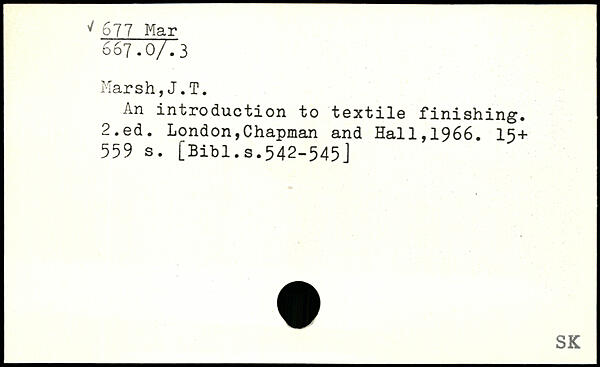 √ 677 Mar
667.0/.3
Marsh,J.T.
An introduction to textile finishing.
2.ed. London,Chapman and Hall,1966. 15+
559 s. [Bibl.s.542-545]
SK